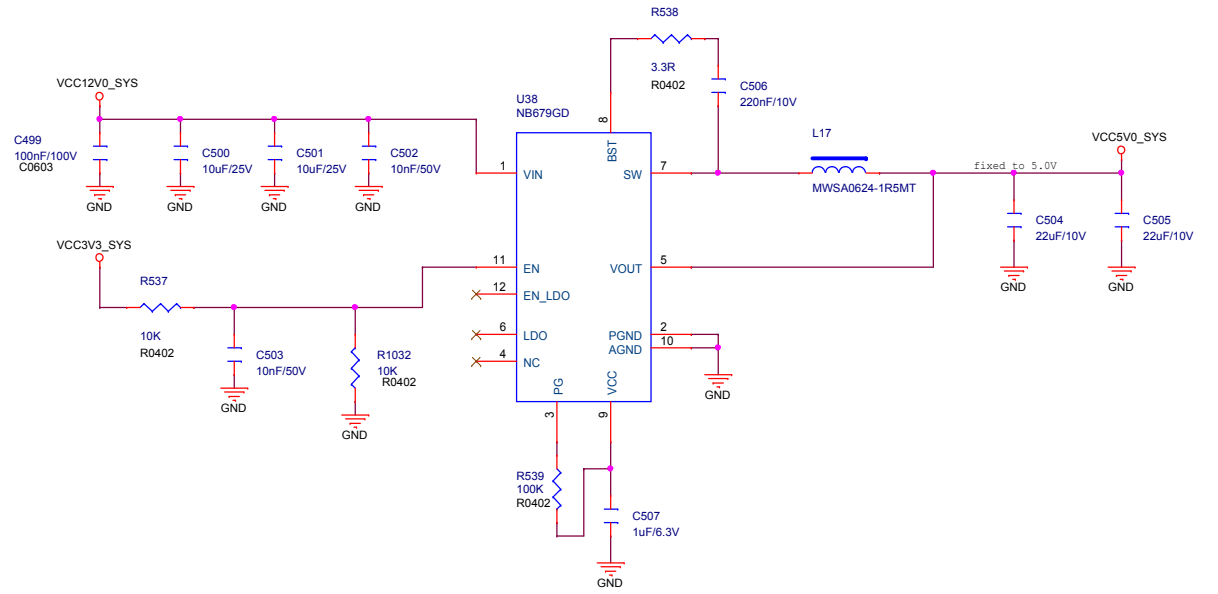 R538
3.3R
R0402
C506
220nF/10V
VCC12V0_SYS
C499
100nF/100V
C0603
C500
10uF/25V
C501
10uF/25V
C502
10nF/50V
GND
GND
GND
GND
U38
NB679GD
8
BST
1
VIN
SW
7
L17
MWSA0624-1R5MT
fixed to 5.0V
VCC5V0_SYS
C504
22uF/10V
C505
22uF/10V
GND
GND
VCC3V3_SYS
R537
10K
R0402
C503
10nF/50V
GND
R1032
10K
R0402
GND
11
EN
12
EN_LDO
6
LDO
4
NC
VOUT
5
PGND
2
AGND
10
GND
PG
3
VCC
9
R539
100K
R0402
C507
1uF/6.3V
GND